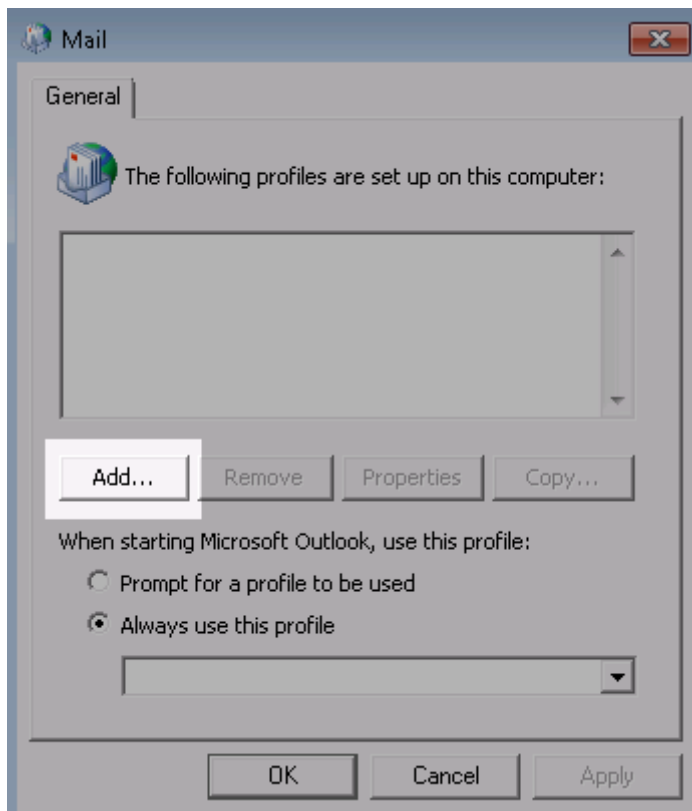 Mail
General
The following profiles are set up on this computer:
Add... Remove Properties Copy...
When starting Microsoft Outlook, use this profile:
Prompt for a profile to be used
Always use this profile
OK Cancel Apply